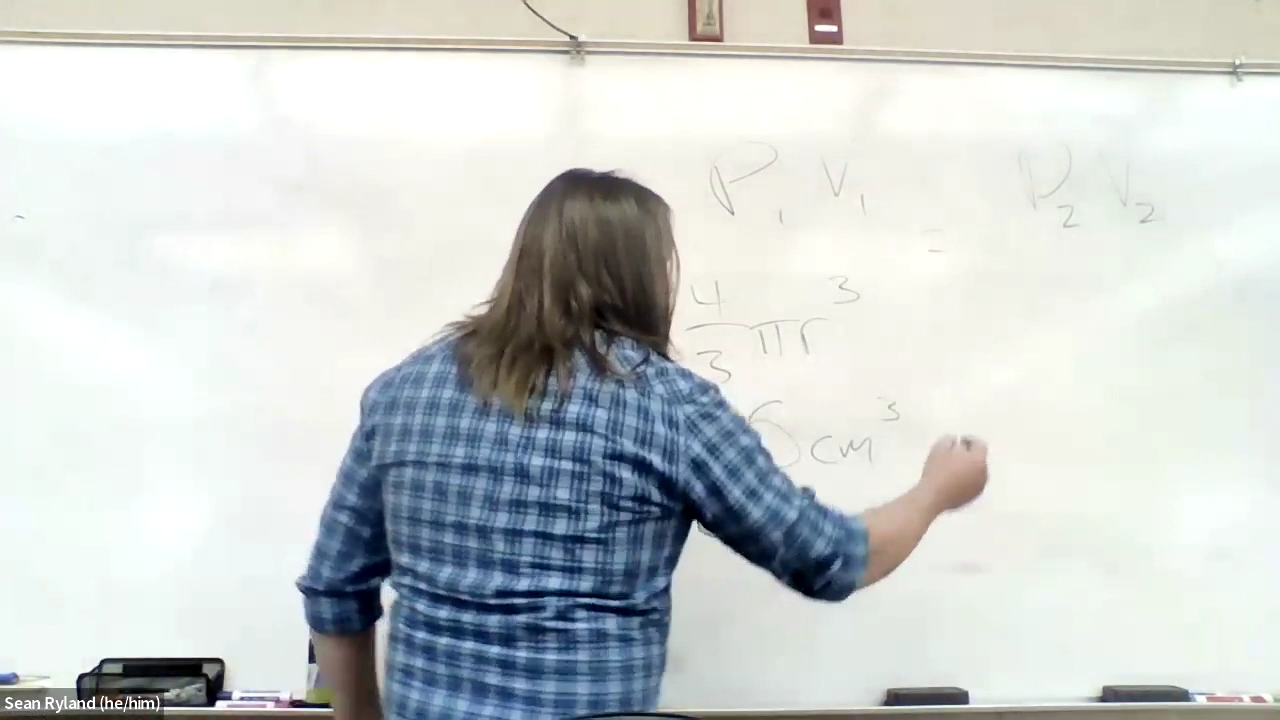 P₁ V₁ = P₂ V₂
4/3 πr³
cm³
Sean Ryland (he/him)